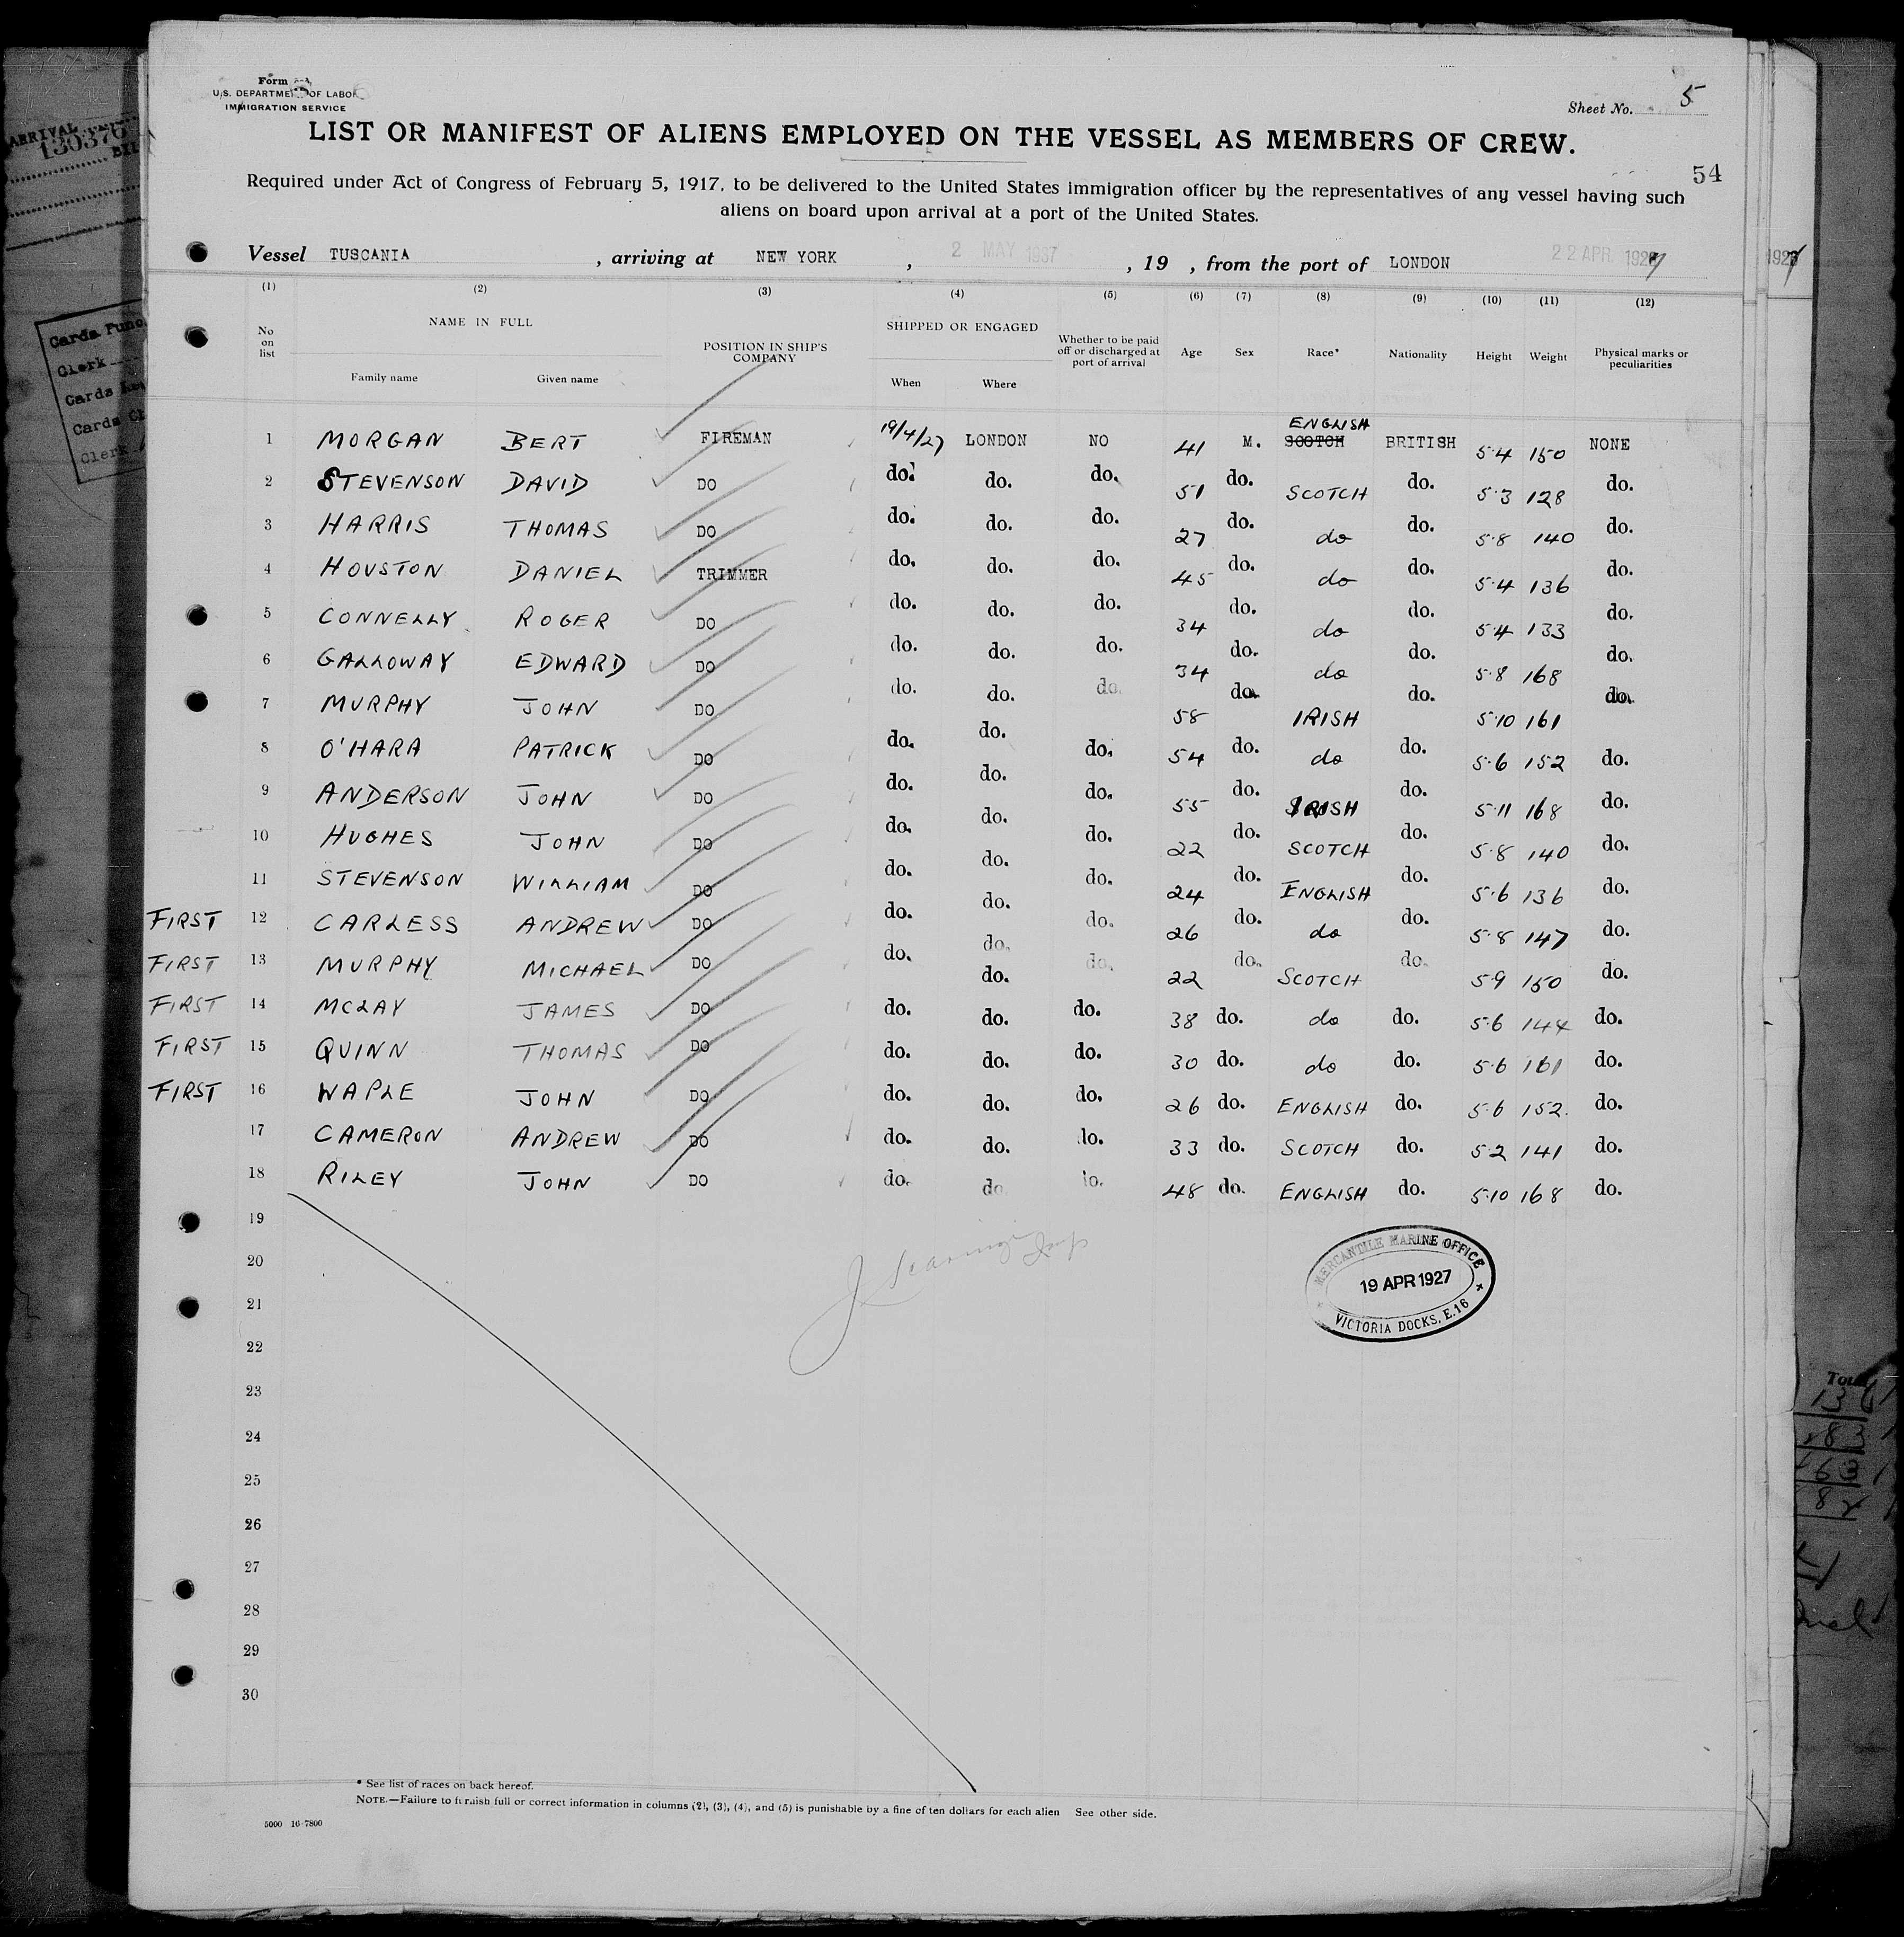 Form
U.S. DEPARTMENT OF LABOR
IMMIGRATION SERVICE
Sheet No. 5
LIST OR MANIFEST OF ALIENS EMPLOYED ON THE VESSEL AS MEMBERS OF CREW.
54
Required under Act of Congress of February 5, 1917, to be delivered to the United States immigration officer by the representatives of any vessel having such
aliens on board upon arrival at a port of the United States.
Vessel TUSCANIA , arriving at NEW YORK , 2 MAY 1937 , 19 , from the port of LONDON 22 APR 1927
(1) (2) (3) (4) (5) (6) (7) (8) (9) (10) (11) (12)
No on list NAME IN FULL Family name Given name POSITION IN SHIP'S COMPANY SHIPPED OR ENGAGED When Where Whether to be paid off or discharged at port of arrival Age Sex Race* Nationality Height Weight Physical marks or peculiarities
1 MORGAN BERT FIREMAN 19/4/27 LONDON NO 41 M. SCOTCH ENGLISH BRITISH 5·4 150 NONE
2 STEVENSON DAVID DO do. do. do. 51 do. SCOTCH do. 5·3 128 do.
3 HARRIS THOMAS DO do. do. do. 27 do. do do. 5·8 140 do.
4 HOUSTON DANIEL TRIMMER do. do. do. 45 do. do do. 5·4 136 do.
5 CONNELLY ROGER DO do. do. do. 34 do. do do. 5·4 133 do.
6 GALLOWAY EDWARD DO do. do. do. 34 do. do do. 5·8 168 do.
7 MURPHY JOHN DO do. do. do. 58 do. IRISH do. 5·10 161 do.
8 O'HARA PATRICK DO do. do. do. 54 do. do do. 5·6 152 do.
9 ANDERSON JOHN DO do. do. do. 55 do. IRISH do. 5·11 168 do.
10 HUGHES JOHN DO do. do. do. 22 do. SCOTCH do. 5·8 140 do.
11 STEVENSON WILLIAM DO do. do. do. 24 do. ENGLISH do. 5·6 136 do.
FIRST 12 CARLESS ANDREW DO do. do. do. 26 do. do do. 5·8 147 do.
FIRST 13 MURPHY MICHAEL DO do. do. do. 22 do. SCOTCH do. 5·9 150 do.
FIRST 14 MCLAY JAMES DO do. do. do. 38 do. do do. 5·6 144 do.
FIRST 15 QUINN THOMAS DO do. do. do. 30 do. do do. 5·6 161 do.
FIRST 16 WAPLE JOHN DO do. do. do. 26 do. ENGLISH do. 5·6 152 do.
17 CAMERON ANDREW DO do. do. do. 33 do. SCOTCH do. 5·2 141 do.
18 RILEY JOHN DO do. do. do. 48 do. ENGLISH do. 5·10 168 do.
19
20
21
22
23
24
25
26
27
28
29
30
MERCANTILE MARINE OFFICE
19 APR 1927
VICTORIA DOCKS, E.16
* See list of races on back hereof.
NOTE.—Failure to furnish full or correct information in columns (2), (3), (4), and (5) is punishable by a fine of ten dollars for each alien See other side.
5000 16-7800
ARRIVAL
130376
Cards Punc
Clerk
Cards Key
Cards Ch
Clerk